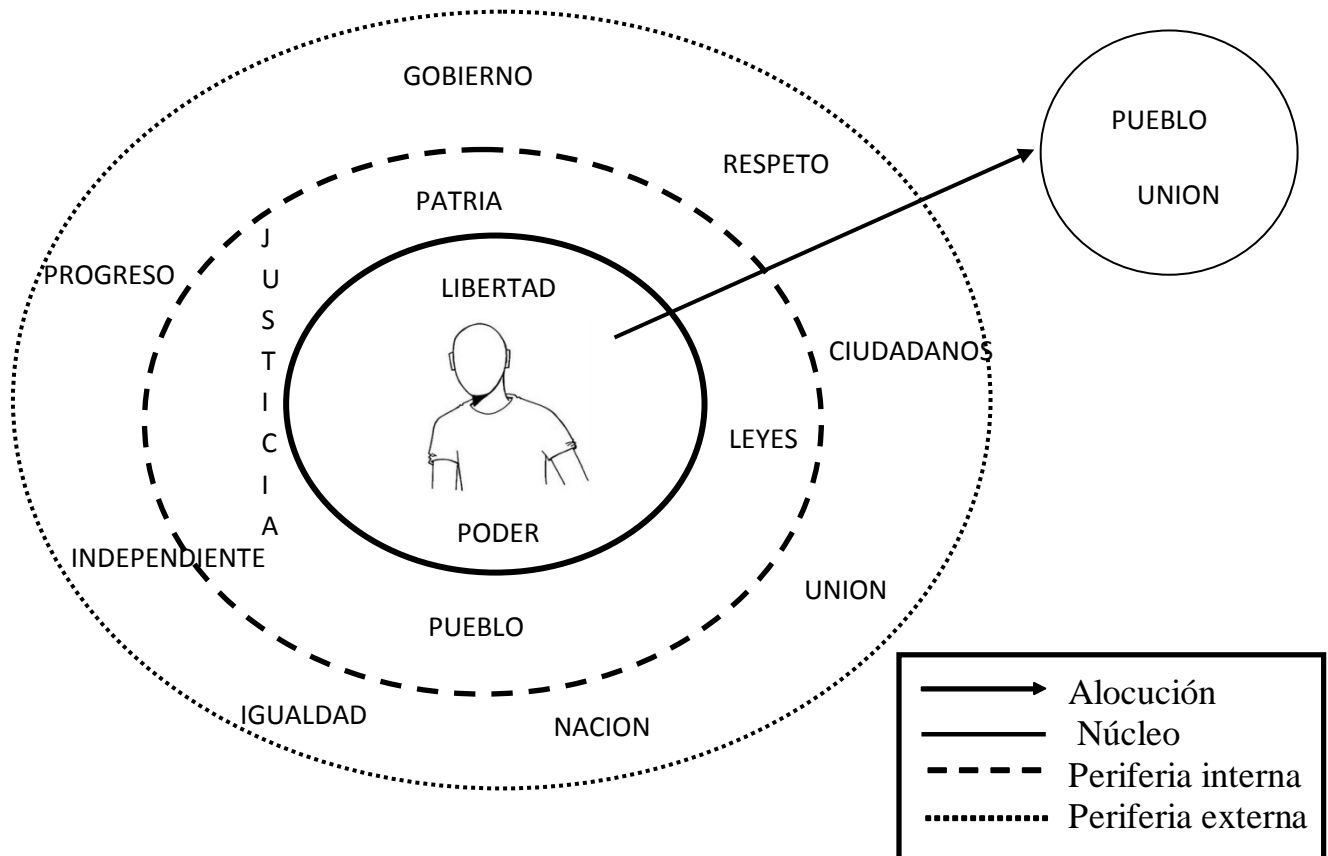 GOBIERNO
PUEBLO
RESPETO
UNION
PATRIA
JUSTICIA
PROGRESO
LIBERTAD
CIUDADANOS
LEYES
PODER
INDEPENDIENTE
UNION
PUEBLO
IGUALDAD
NACION
Alocución
Núcleo
Periferia interna
Periferia externa